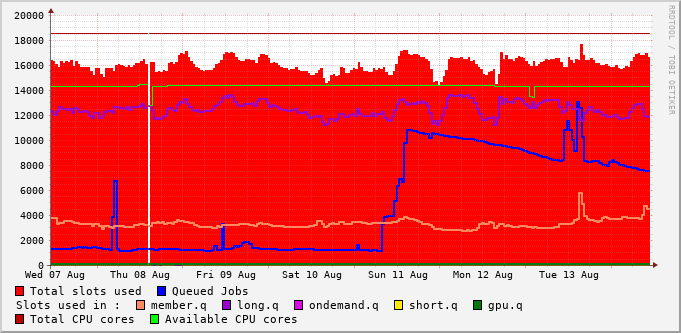 20000
18000
16000
14000
12000
10000
8000
6000
4000
2000
0
Wed 07 Aug Thu 08 Aug Fri 09 Aug Sat 10 Aug Sun 11 Aug Mon 12 Aug Tue 13 Aug
Total slots used Queued Jobs
Slots used in : member.q long.q ondemand.q short.q gpu.q
Total CPU cores Available CPU cores
RRDTOOL / TOBI OETIKER